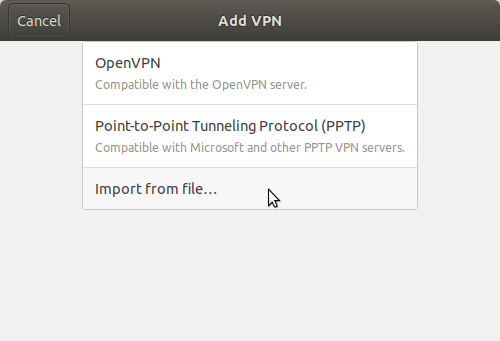 Cancel
Add VPN
OpenVPN
Compatible with the OpenVPN server.
Point-to-Point Tunneling Protocol (PPTP)
Compatible with Microsoft and other PPTP VPN servers.
Import from file…